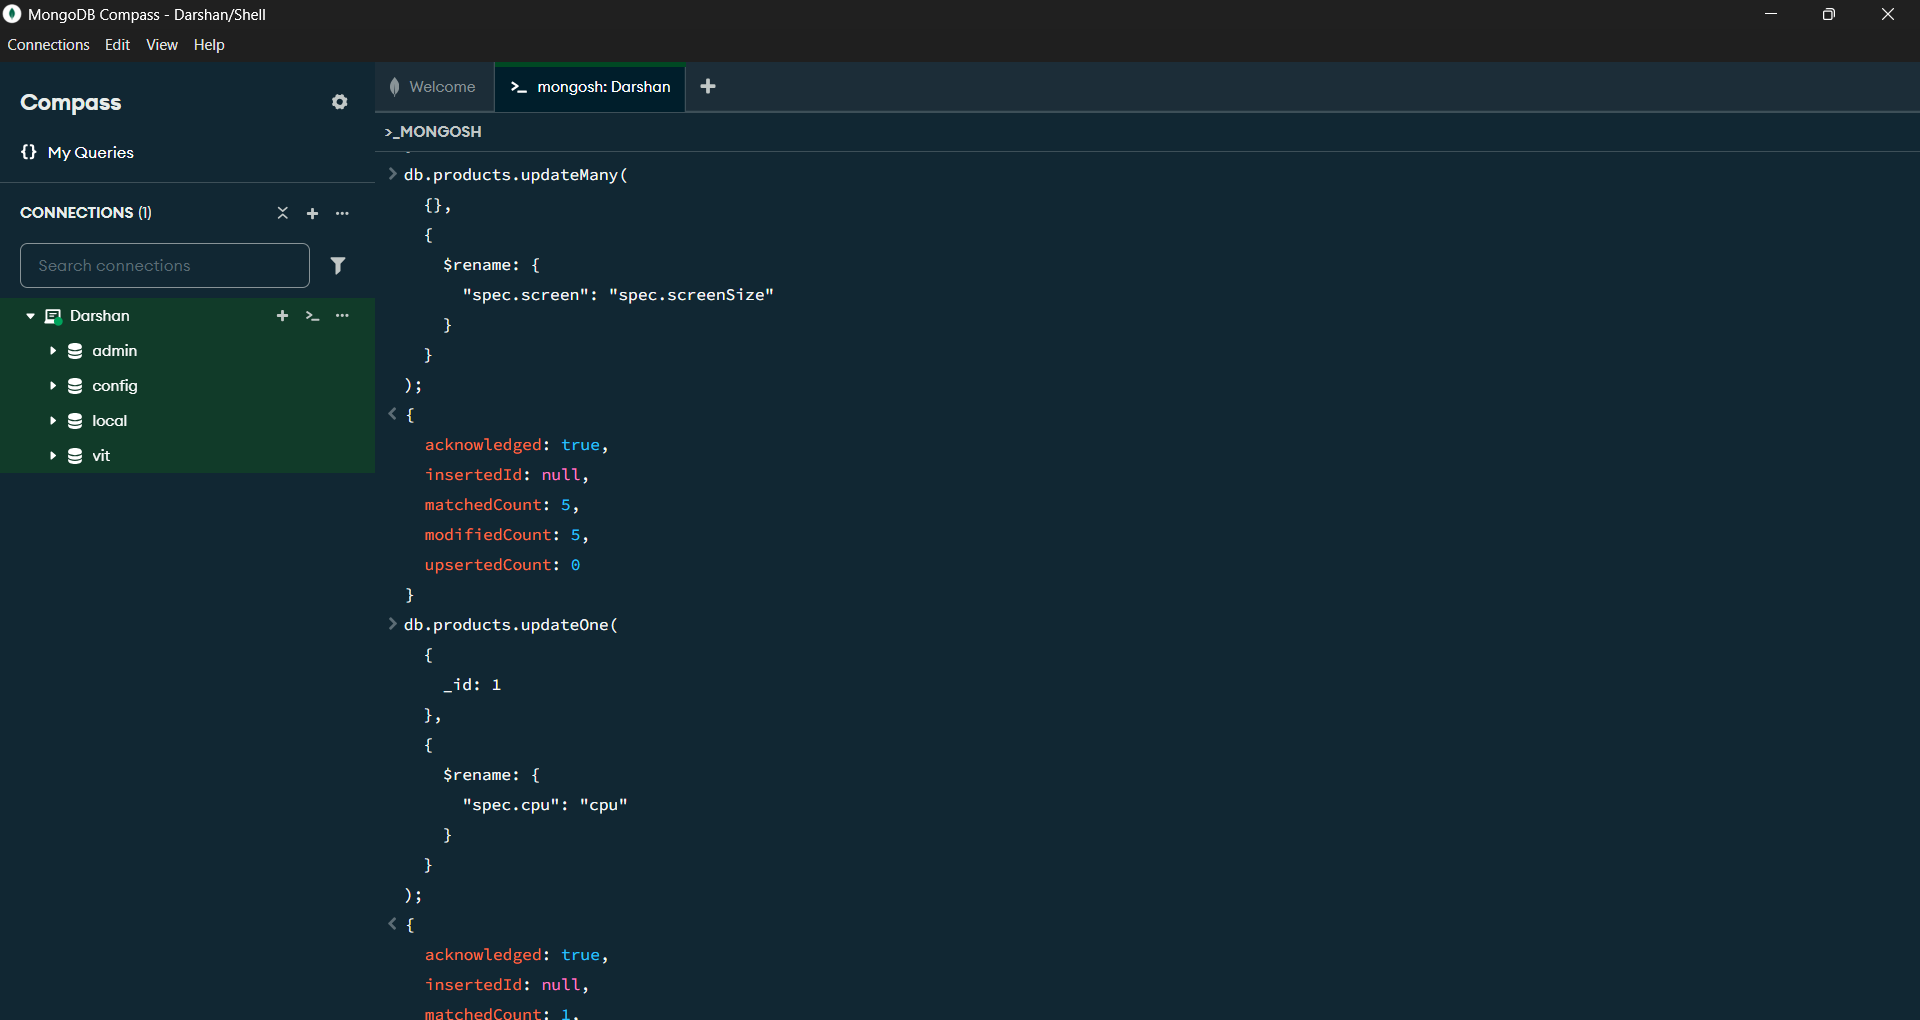 MongoDB Compass - Darshan/Shell
Connections Edit View Help
Compass
{} My Queries
CONNECTIONS (1)
Search connections
Darshan
admin
config
local
vit
Welcome
>_ mongosh: Darshan
>_MONGOSH
> db.products.updateMany(
{},
{
$rename: {
"spec.screen": "spec.screenSize"
}
}
);
< {
acknowledged: true,
insertedId: null,
matchedCount: 5,
modifiedCount: 5,
upsertedCount: 0
}
> db.products.updateOne(
{
_id: 1
},
{
$rename: {
"spec.cpu": "cpu"
}
}
);
< {
acknowledged: true,
insertedId: null,
matchedCount: 1,